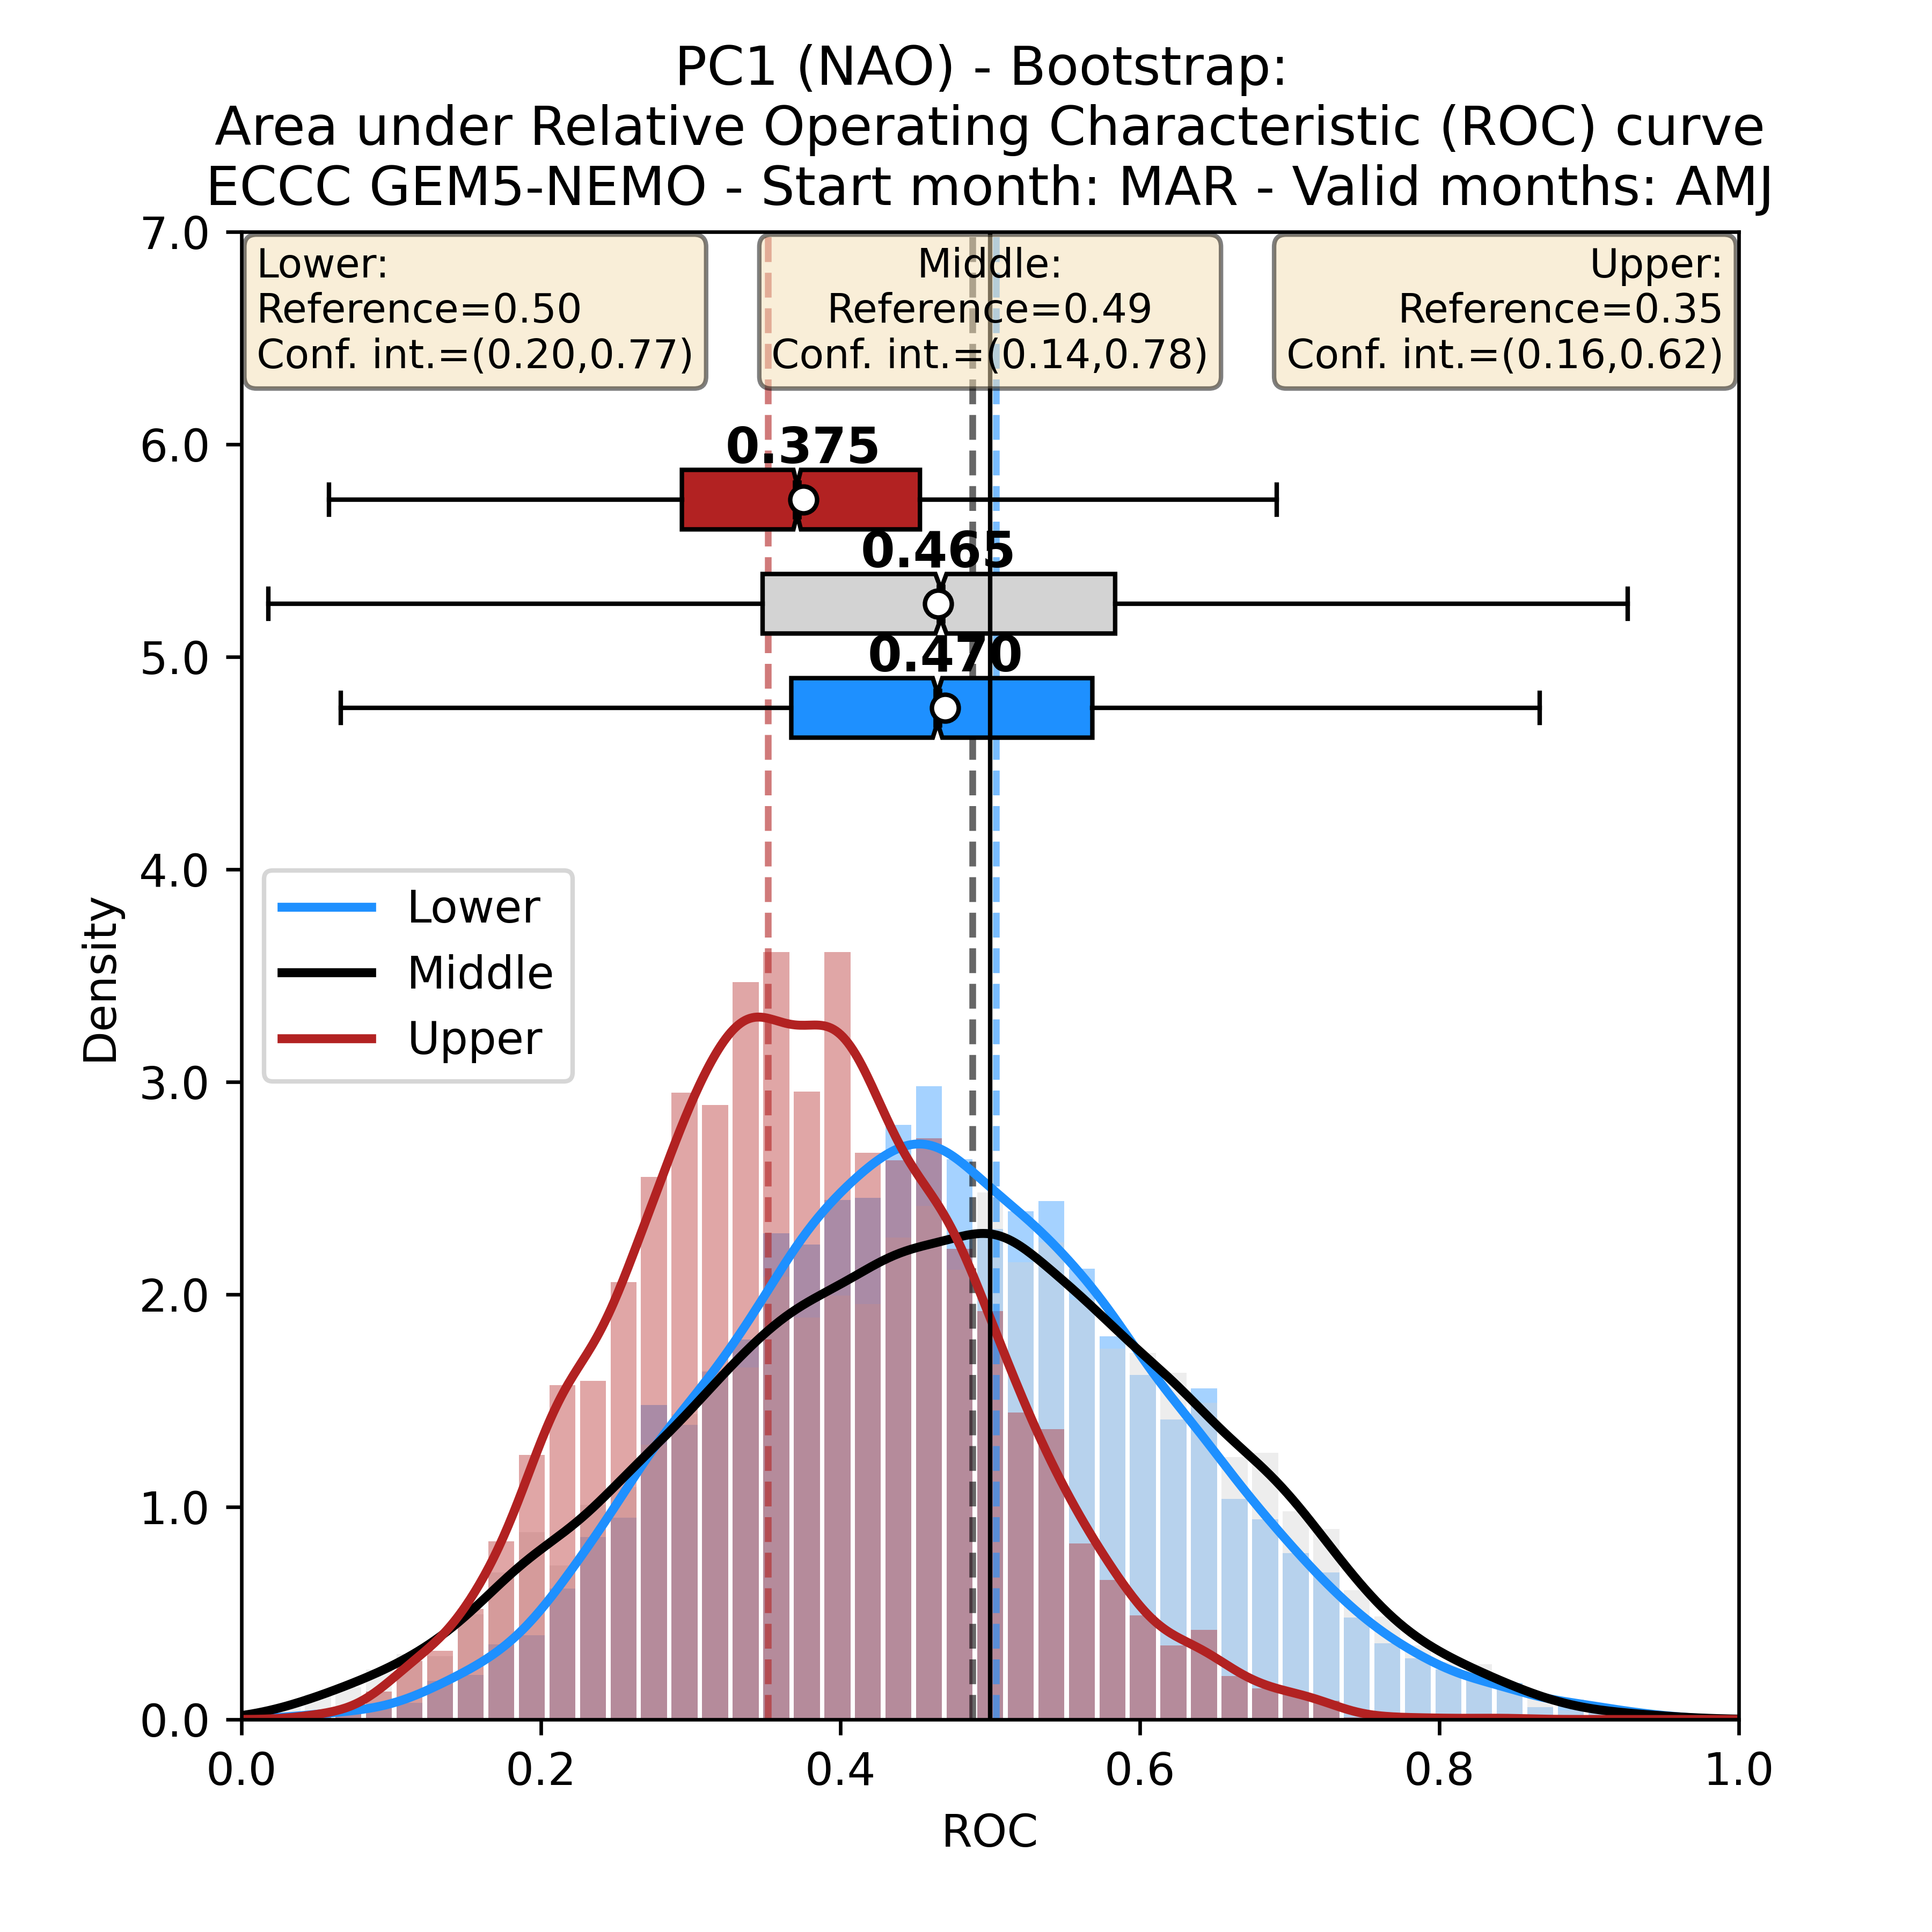 PC1 (NAO) - Bootstrap:
Area under Relative Operating Characteristic (ROC) curve
ECCC GEM5-NEMO - Start month: MAR - Valid months: AMJ
7.0
6.0
5.0
4.0
3.0
2.0
1.0
0.0
Density
Lower:
Reference=0.50
Conf. int.=(0.20,0.77)
Middle:
Reference=0.49
Conf. int.=(0.14,0.78)
Upper:
Reference=0.35
Conf. int.=(0.16,0.62)
0.375
0.465
0.470
Lower
Middle
Upper
0.0
0.2
0.4
0.6
0.8
1.0
ROC